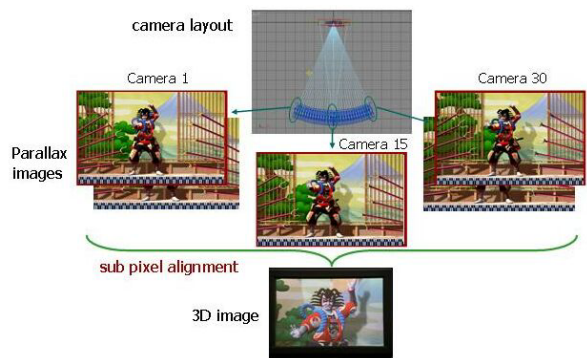 camera layout
Camera 1
Camera 30
Camera 15
Parallax
images
sub pixel alignment
3D image